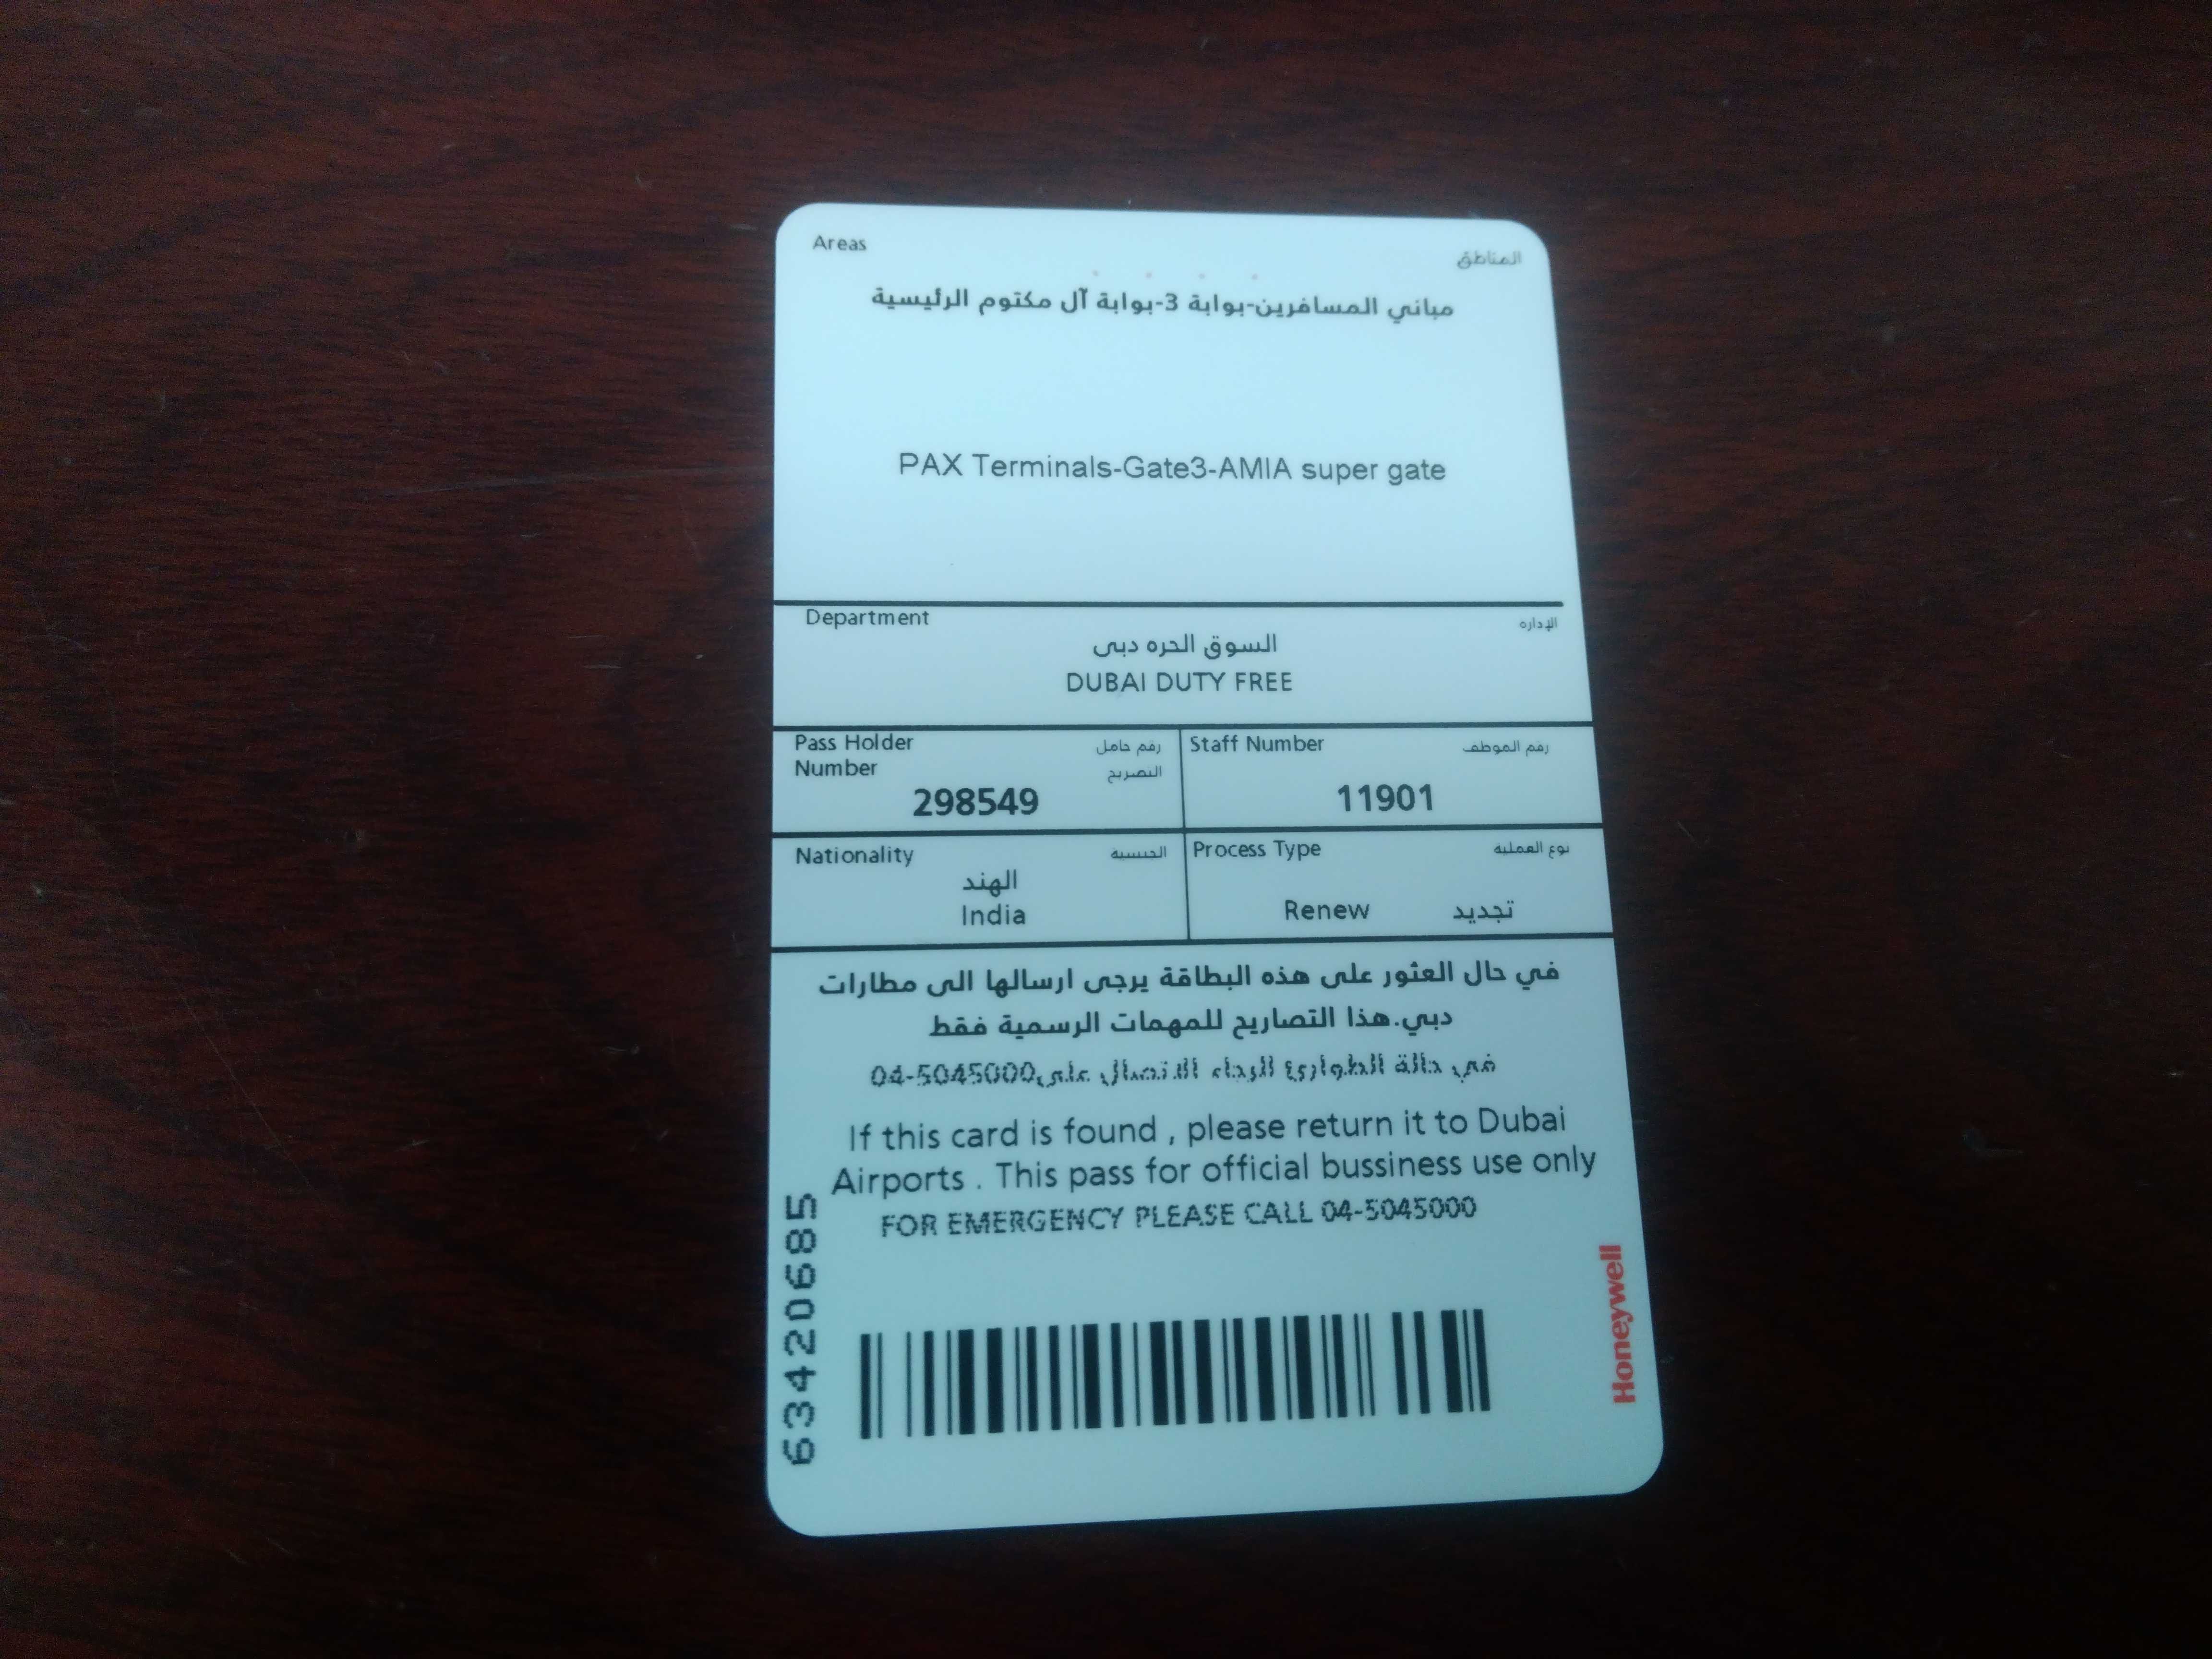 Areas المناطق
مباني المسافرين-بوابة 3-بوابة آل مكتوم الرئيسية
PAX Terminals-Gate3-AMIA super gate
Department الإداره
السوق الحره دبى
DUBAI DUTY FREE
Pass Holder Number رقم حامل التصريح
298549
Staff Number رقم الموظف
11901
Nationality الجنسية
الهند
India
Process Type نوع العملية
Renew تجديد
في حال العثور على هذه البطاقة يرجى ارسالها الى مطارات
دبي.هذا التصاريح للمهمات الرسمية فقط
في حالة الطوارئ الرجاء الاتصال على04-5045000
If this card is found , please return it to Dubai
Airports . This pass for official bussiness use only
FOR EMERGENCY PLEASE CALL 04-5045000
63420685
Honeywell